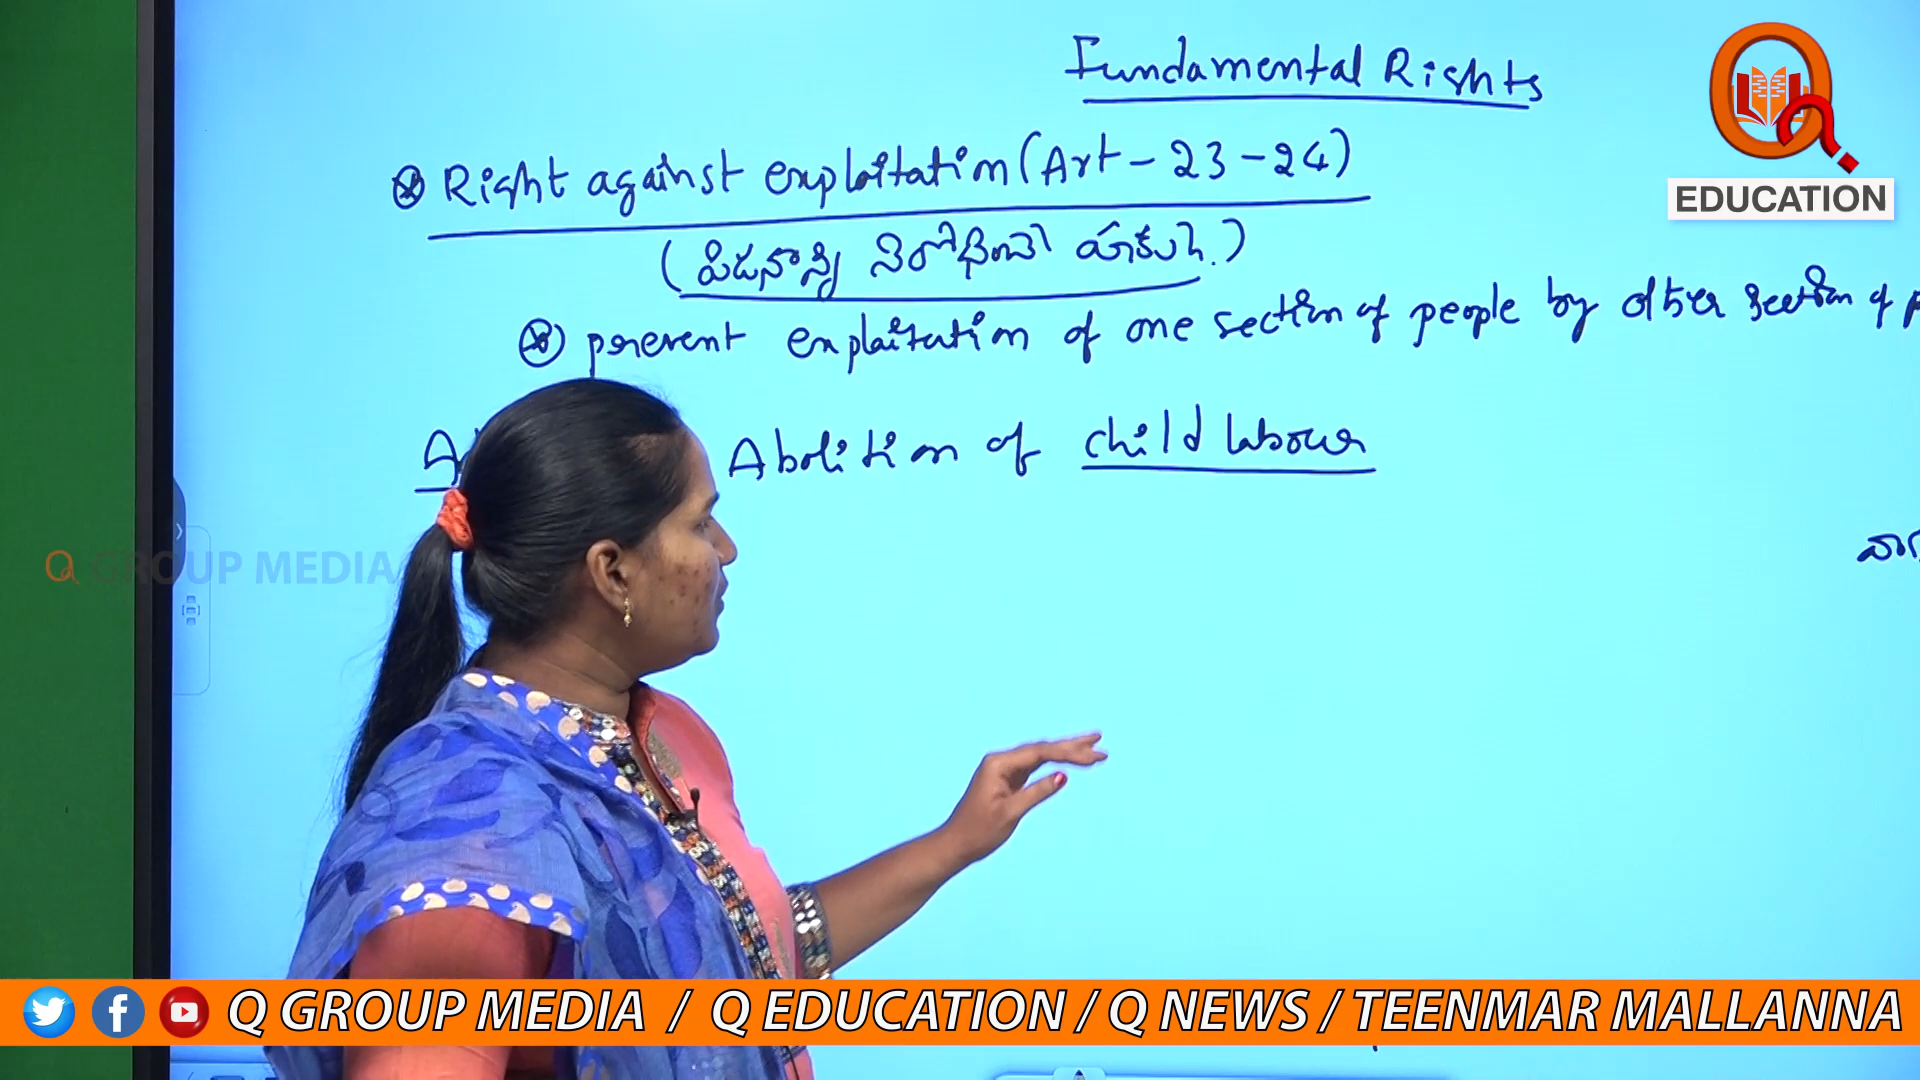 Fundamental Rights
EDUCATION
Right against exploitation (Art - 23 - 24)
(పీడనాన్ని నిరోధించే హక్కు.)
prevent exploitation of one section of people by other section of
Abolition of child labour
Q GROUP MEDIA
Q GROUP MEDIA / Q EDUCATION / Q NEWS / TEENMAR MALLANNA